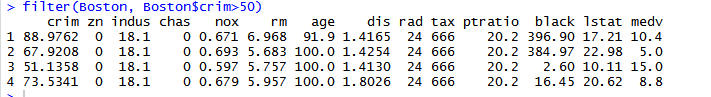 > filter(Boston, Boston$crim>50)
crim zn indus chas nox rm age dis rad tax ptratio black lstat medv
1 88.9762 0 18.1 0 0.671 6.968 91.9 1.4165 24 666 20.2 396.90 17.21 10.4
2 67.9208 0 18.1 0 0.693 5.683 100.0 1.4254 24 666 20.2 384.97 22.98 5.0
3 51.1358 0 18.1 0 0.597 5.757 100.0 1.4130 24 666 20.2 2.60 10.11 15.0
4 73.5341 0 18.1 0 0.679 5.957 100.0 1.8026 24 666 20.2 16.45 20.62 8.8
>